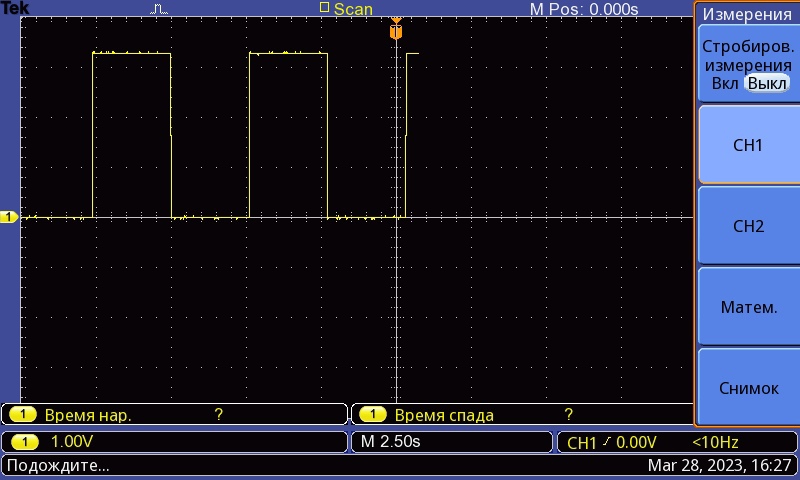 Tek
Scan
M Pos: 0.000s
Измерения
T
Стробиров.
измерения
Вкл Выкл
CH1
1
CH2
Матем.
Снимок
1 Время нар. ?
1 Время спада ?
1 1.00V
M 2.50s
CH1 0.00V <10Hz
Подождите...
Mar 28, 2023, 16:27